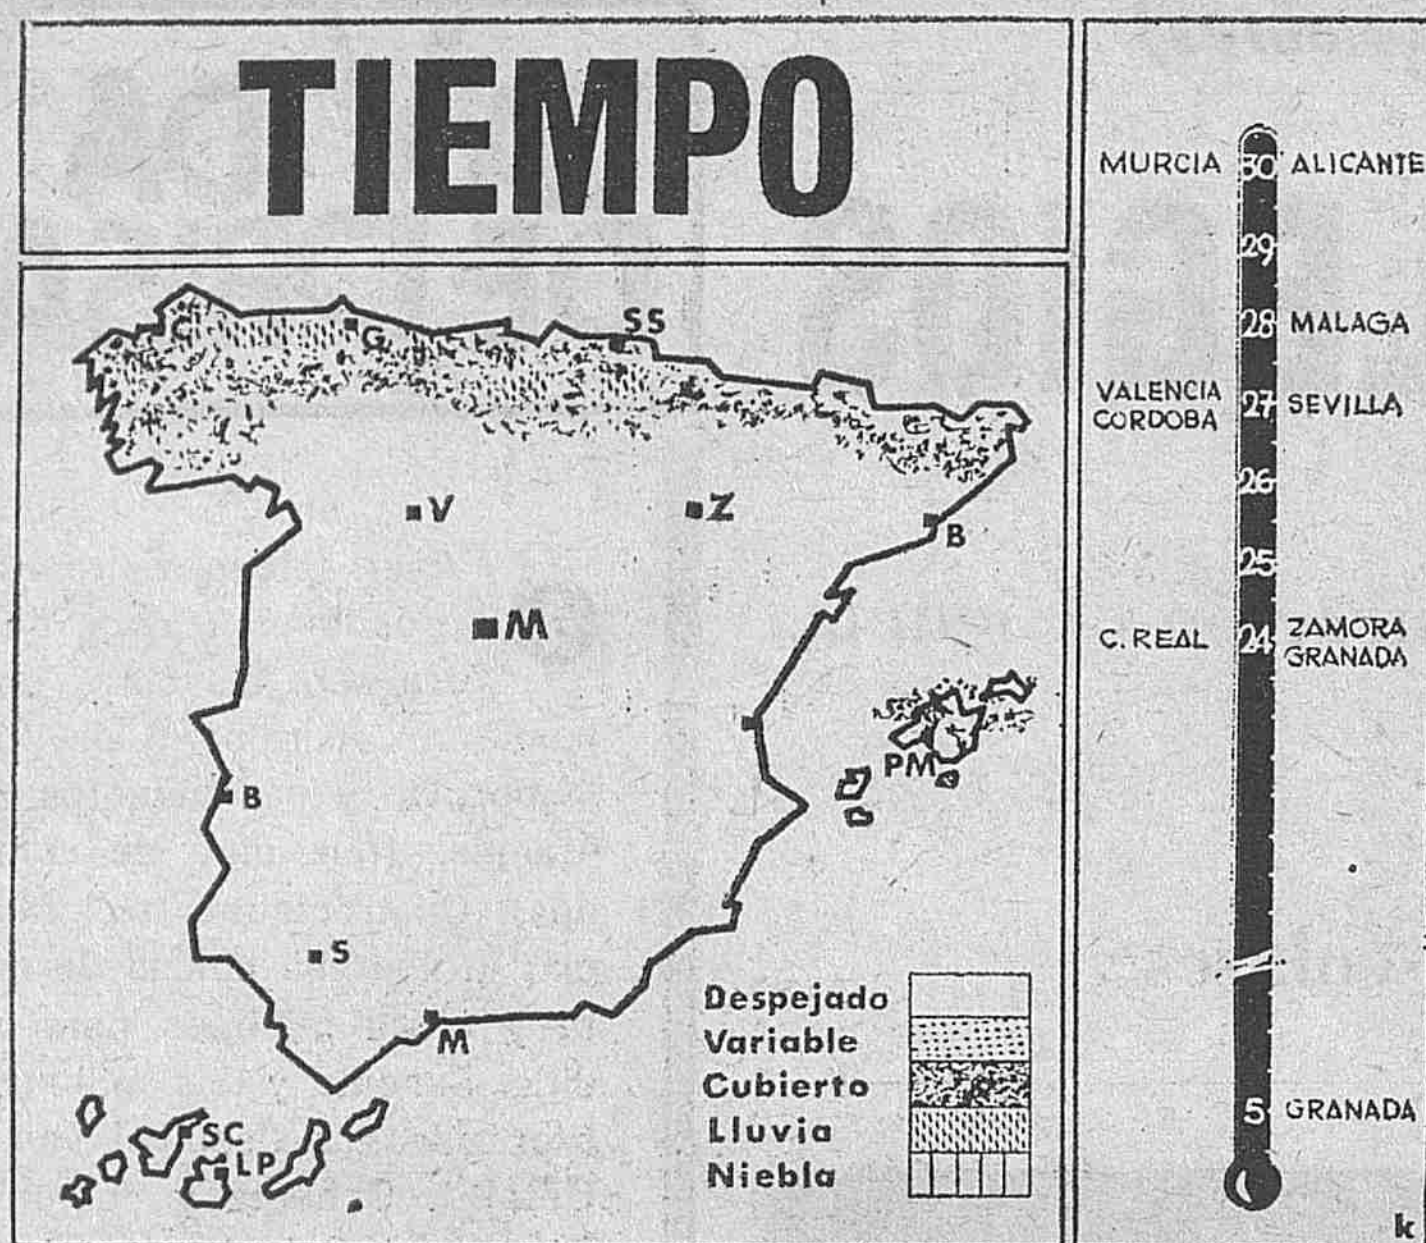 TIEMPO
C
G
SS
V
Z
B
M
PM
B
S
M
SC
LP
Despejado
Variable
Cubierto
Lluvia
Niebla
MURCIA 30 ALICANTE
29
28 MALAGA
VALENCIA
CORDOBA 27 SEVILLA
26
25
C. REAL 24 ZAMORA
GRANADA
5 GRANADA
k